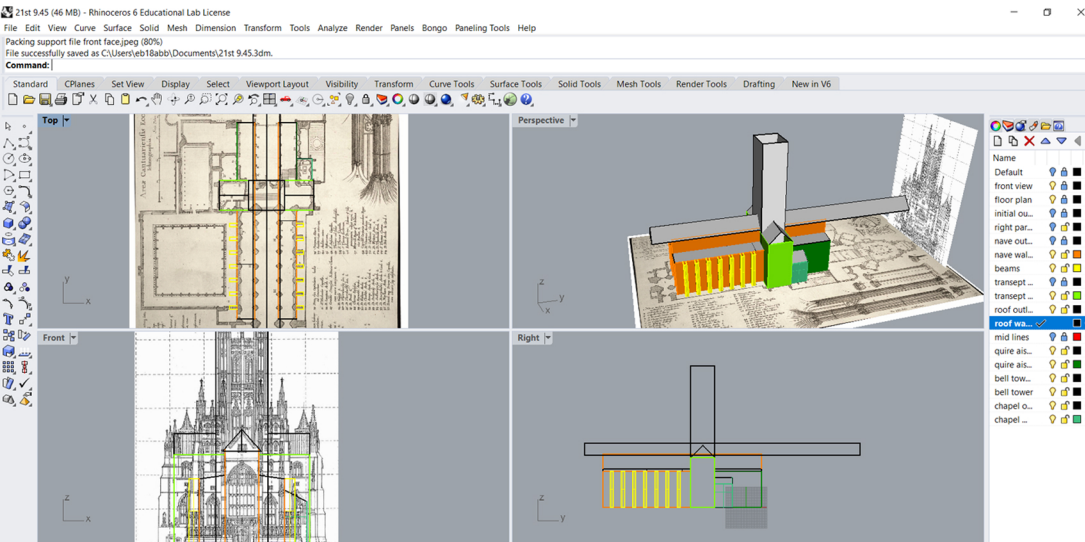 21st 9.45 (46 MB) - Rhinoceros 6 Educational Lab License
File Edit View Curve Surface Solid Mesh Dimension Transform Tools Analyze Render Panels Bongo Paneling Tools Help
Packing support file front face.jpeg (80%)
File successfully saved as C:\Users\eb18abb\Documents\21st 9.45.3dm.
Command:
Standard CPlanes Set View Display Select Viewport Layout Visibility Transform Curve Tools Surface Tools Solid Tools Mesh Tools Render Tools Drafting New in V6
Top
Perspective
Front
Right
y
x
z
y
x
z
x
z
y
Name
Default
front view
floor plan
initial ou...
right par...
nave out...
nave wal...
beams
transept ...
transept ...
roof outl...
roof wa...
mid lines
quire ais...
quire ais...
bell tow...
bell tower
chapel o...
chapel ...